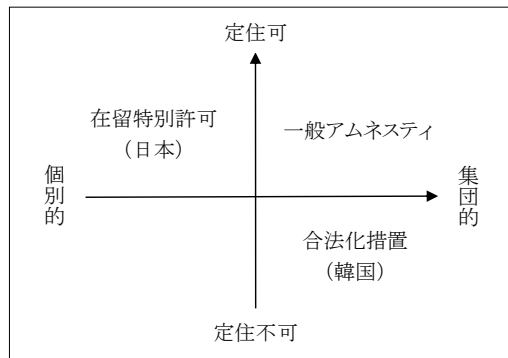 定住可
在留特別許可
（日本）
一般アムネスティ
個別的
集団的
合法化措置
（韓国）
定住不可